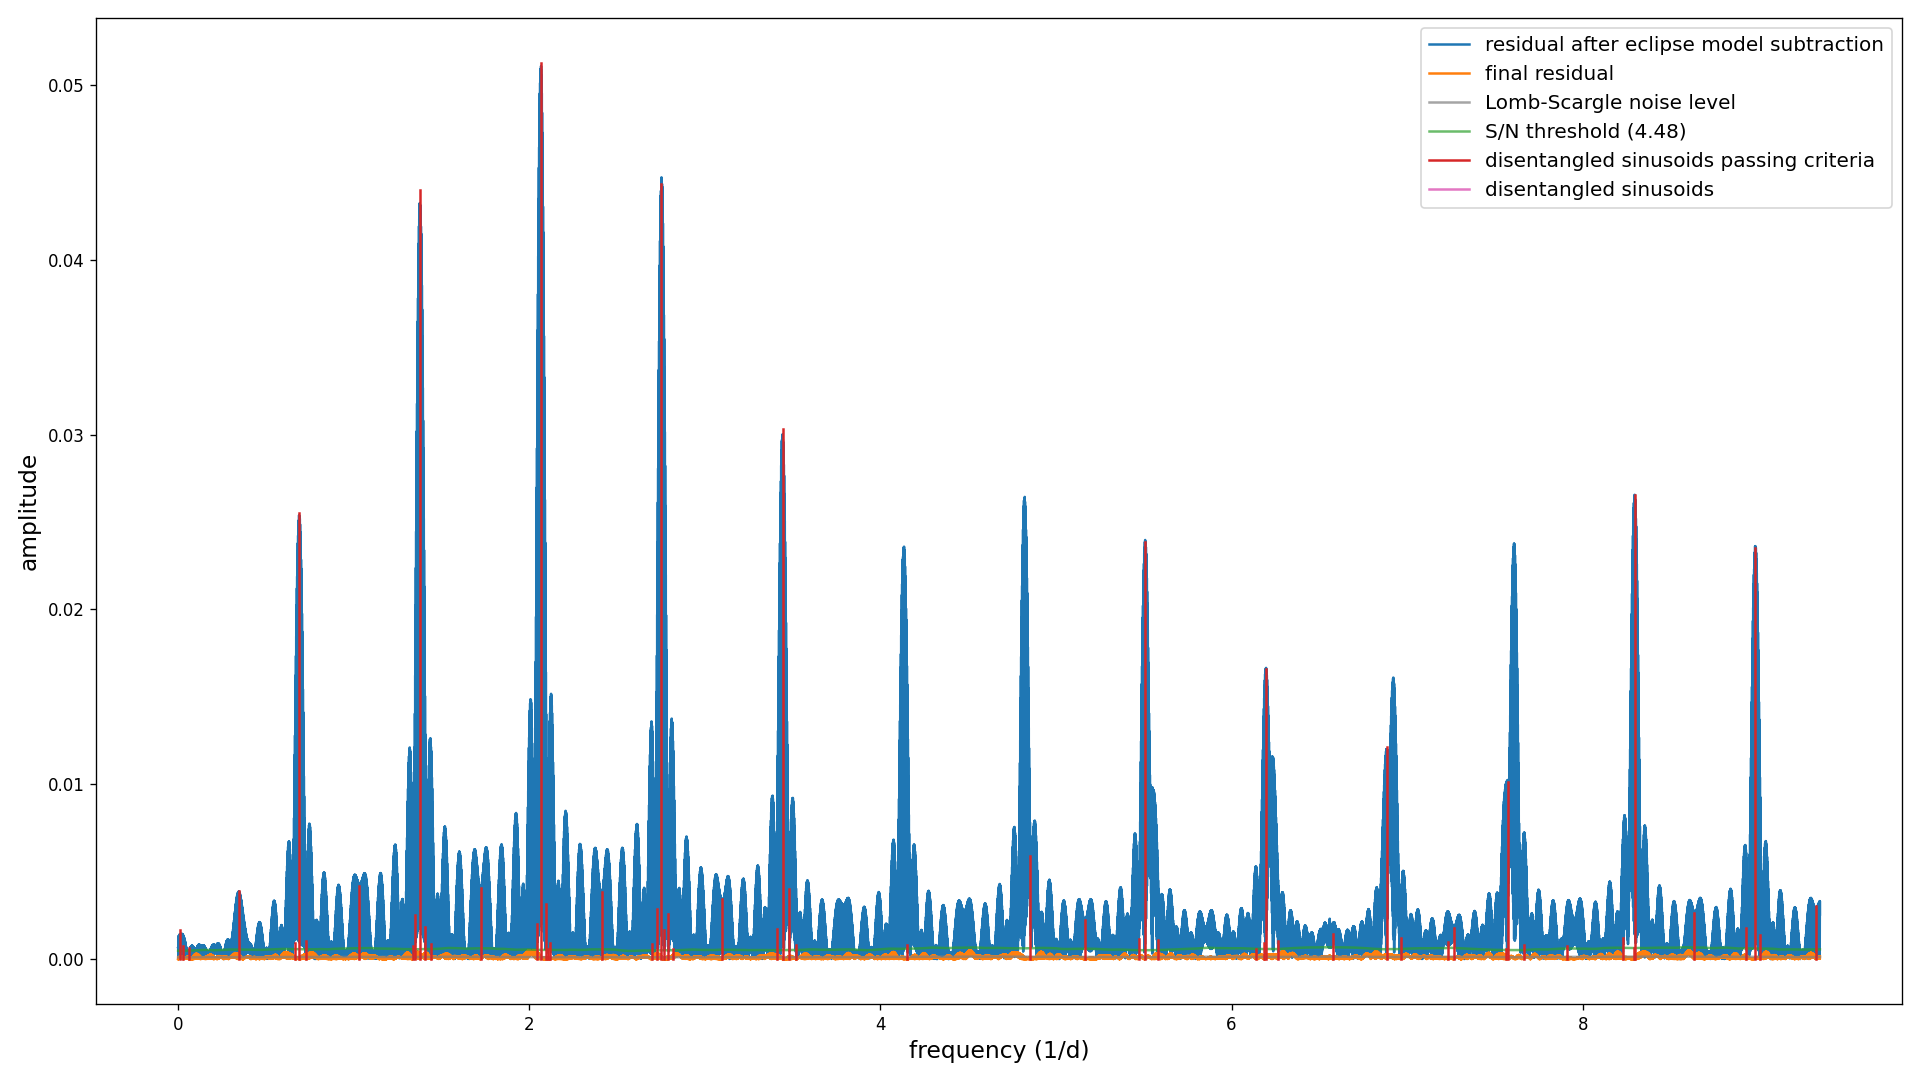 residual after eclipse model subtraction
final residual
Lomb-Scargle noise level
S/N threshold (4.48)
disentangled sinusoids passing criteria
disentangled sinusoids
amplitude
0.05
0.04
0.03
0.02
0.01
0.00
0 2 4 6 8
frequency (1/d)